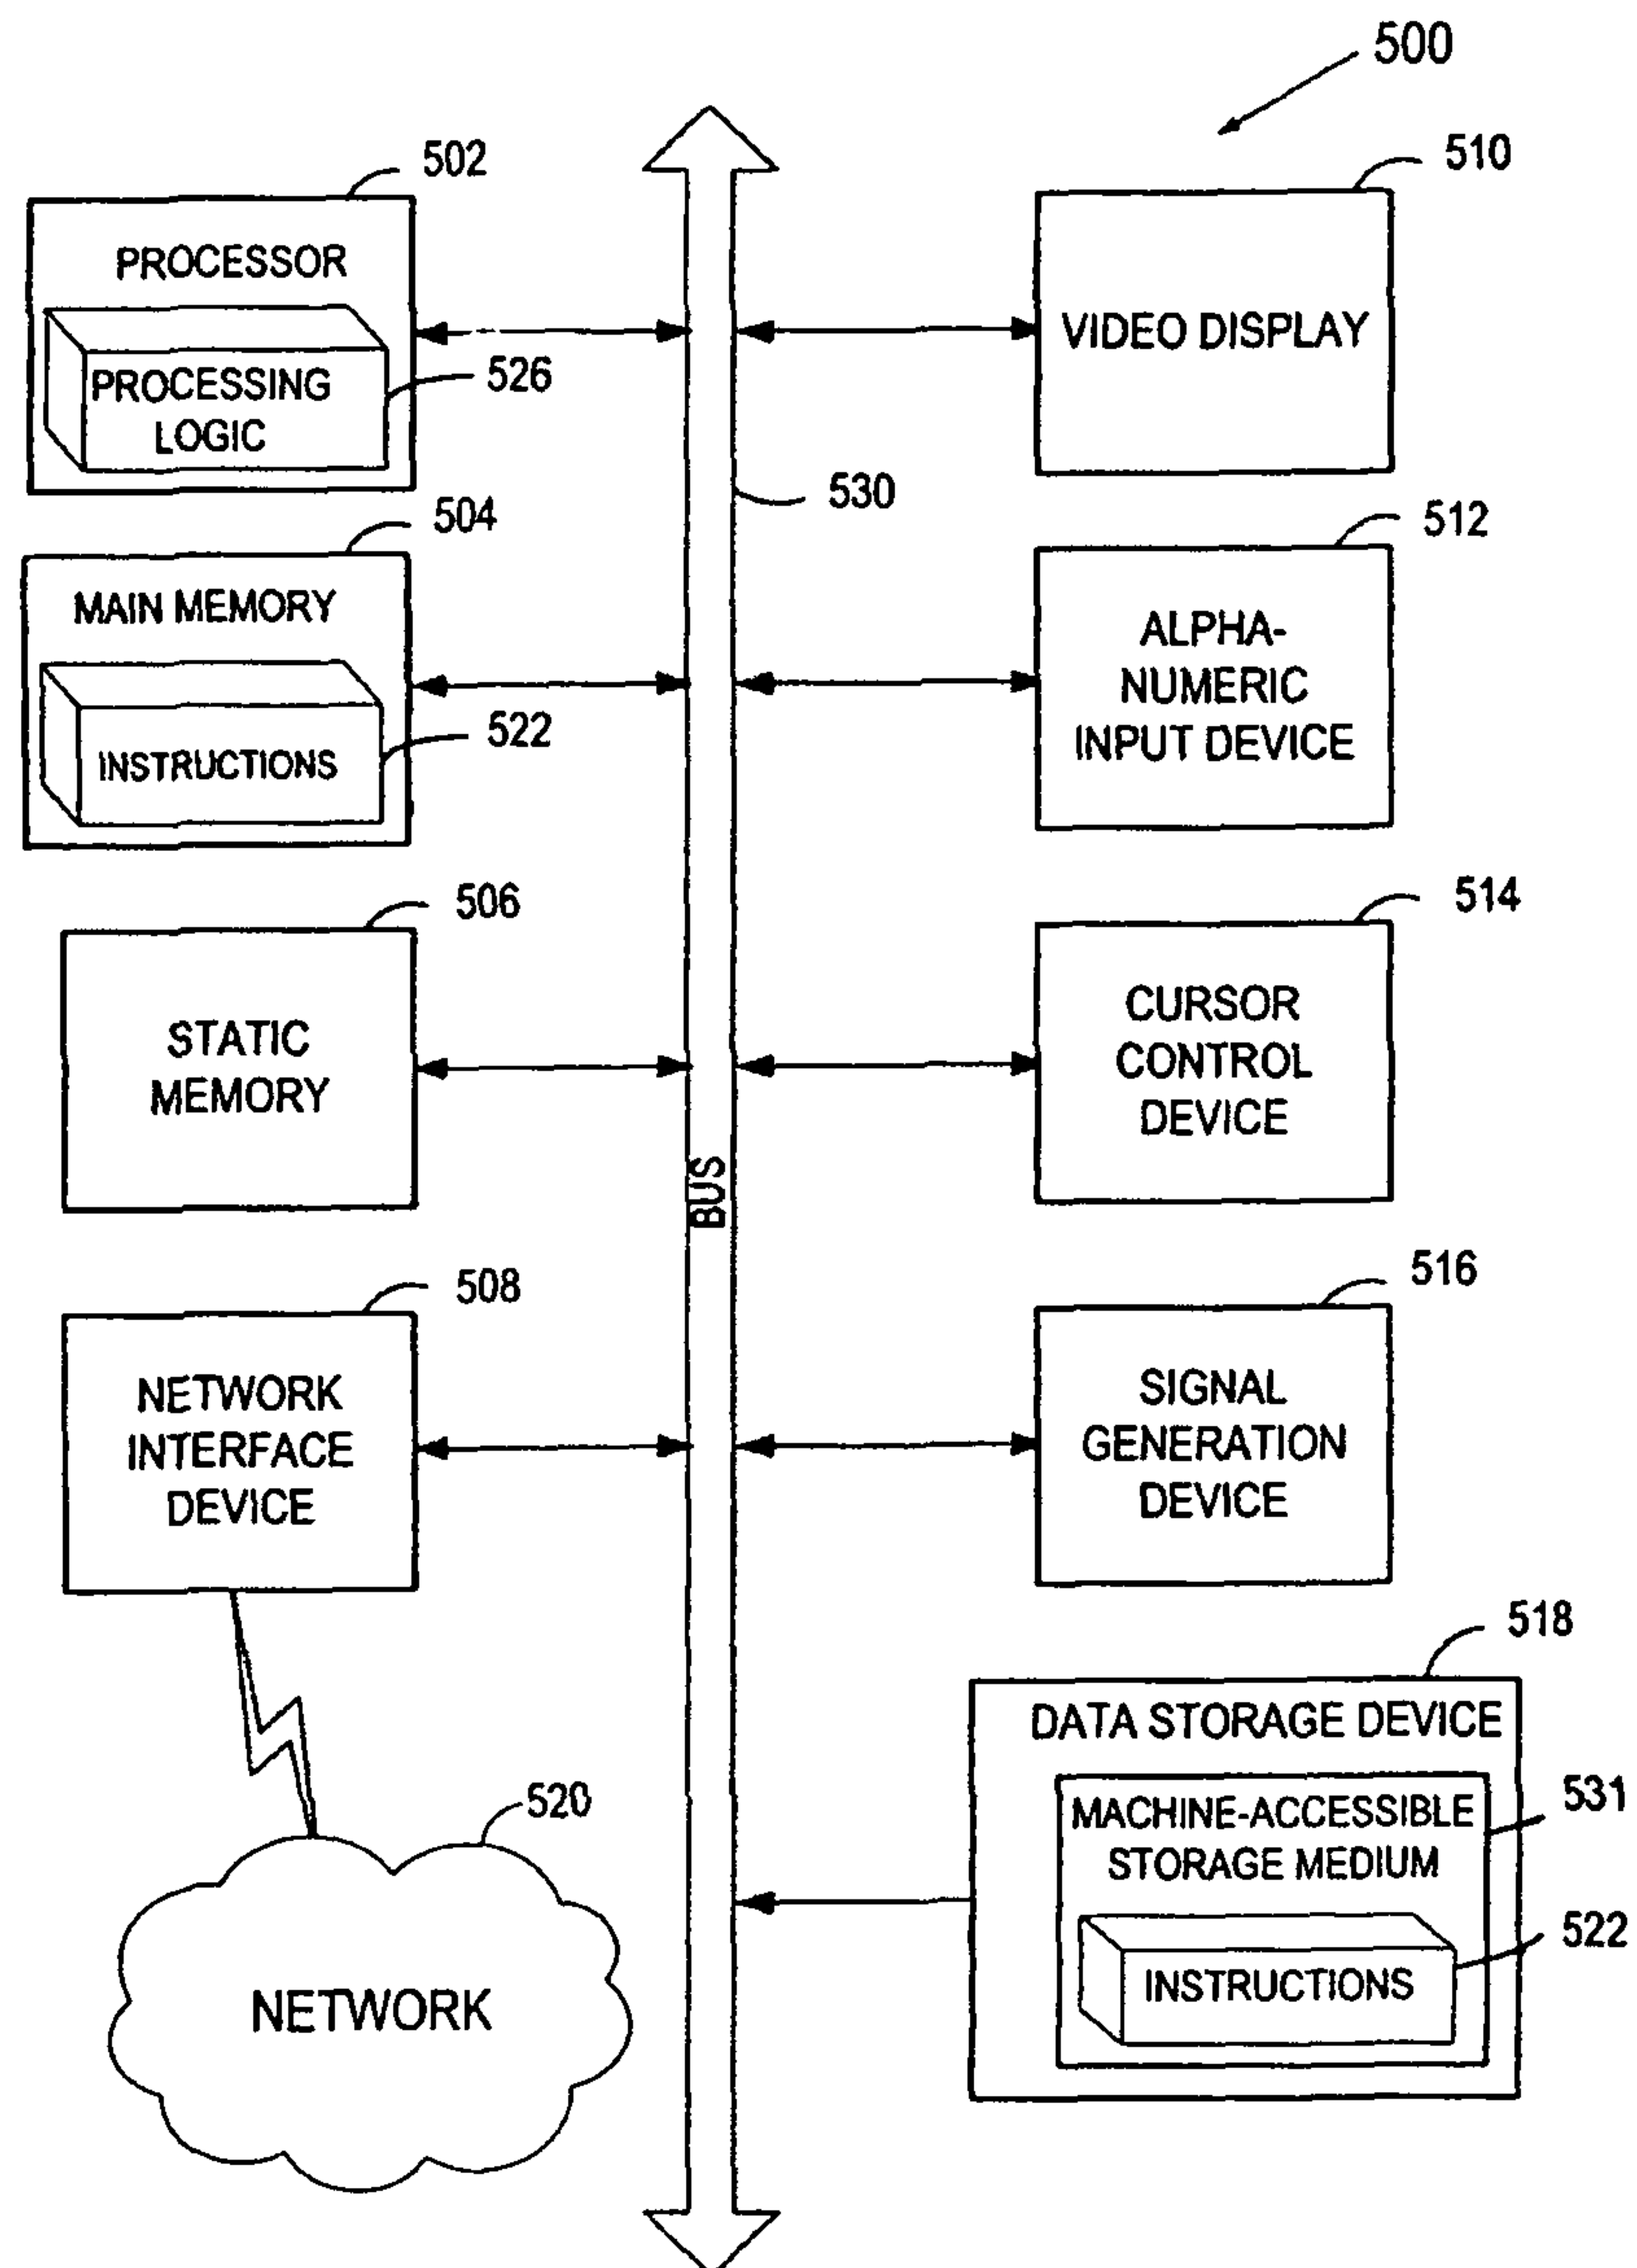 500
502
PROCESSOR
PROCESSING
LOGIC
526
504
MAIN MEMORY
INSTRUCTIONS
522
506
STATIC
MEMORY
508
NETWORK
INTERFACE
DEVICE
520
NETWORK
530
BUS
510
VIDEO DISPLAY
512
ALPHA-
NUMERIC
INPUT DEVICE
514
CURSOR
CONTROL
DEVICE
516
SIGNAL
GENERATION
DEVICE
518
DATA STORAGE DEVICE
531
MACHINE-ACCESSIBLE
STORAGE MEDIUM
522
INSTRUCTIONS